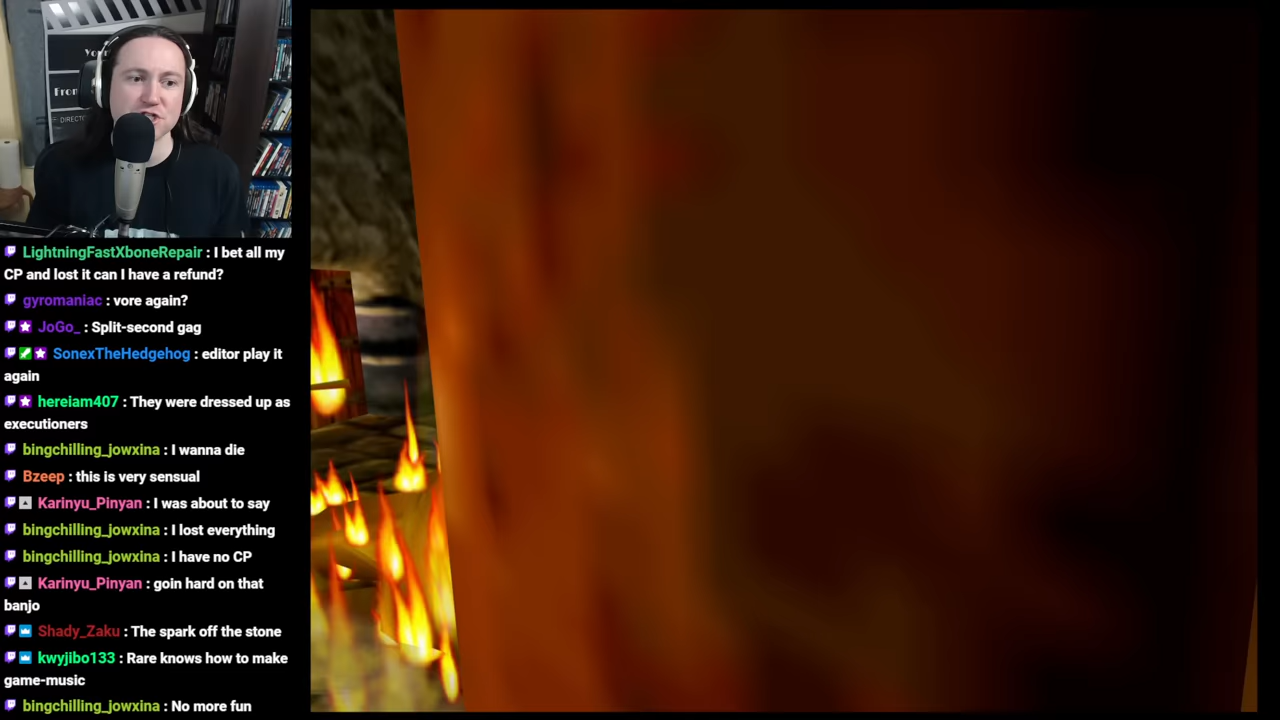 You
From
DIRECT
LightningFastXboneRepair : I bet all my
CP and lost it can I have a refund?
gyromaniac : vore again?
JoGo_ : Split-second gag
SonexTheHedgehog : editor play it
again
hereiam407 : They were dressed up as
executioners
bingchilling_jowxina : I wanna die
Bzeep : this is very sensual
Karinyu_Pinyan : I was about to say
bingchilling_jowxina : I lost everything
bingchilling_jowxina : I have no CP
Karinyu_Pinyan : goin hard on that
banjo
Shady_Zaku : The spark off the stone
kwyjibo133 : Rare knows how to make
game-music
bingchilling_jowxina : No more fun